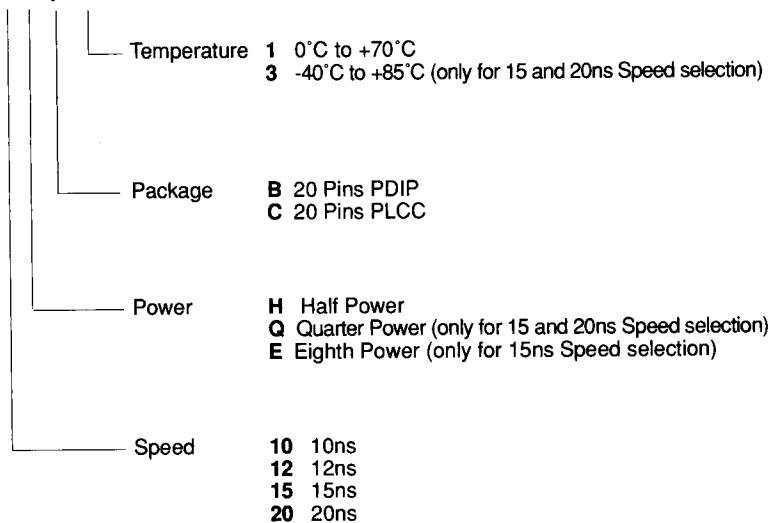 Temperature 1 0°C to +70°C
3 -40°C to +85°C (only for 15 and 20ns Speed selection)
Package B 20 Pins PDIP
C 20 Pins PLCC
Power H Half Power
Q Quarter Power (only for 15 and 20ns Speed selection)
E Eighth Power (only for 15ns Speed selection)
Speed 10 10ns
12 12ns
15 15ns
20 20ns